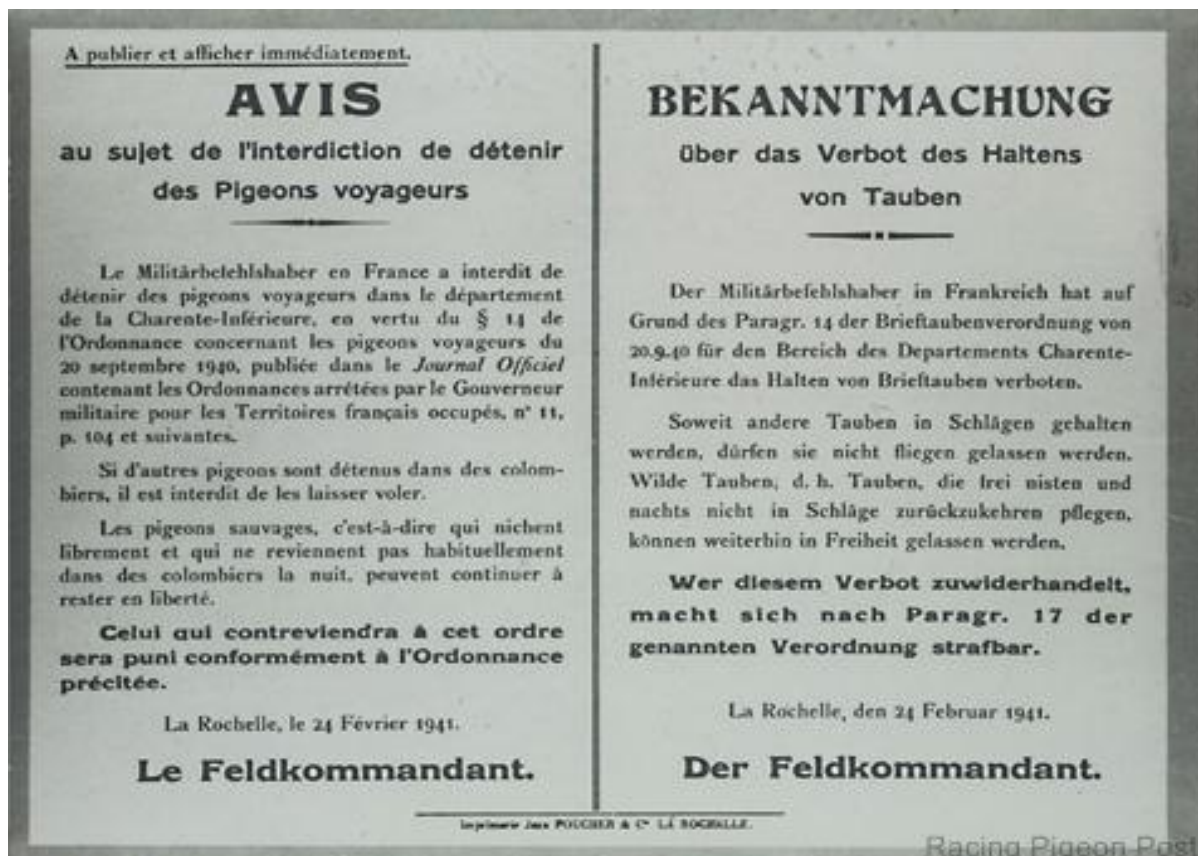 A publier et afficher immédiatement.
AVIS
au sujet de l'interdiction de détenir
des Pigeons voyageurs
Le Militärbefehlshaber en France a interdit de
détenir des pigeons voyageurs dans le département
de la Charente-Inférieure, en vertu du § 14 de
l'Ordonnance concernant les pigeons voyageurs du
20 septembre 1940, publiée dans le Journal Officiel
contenant les Ordonnances arrêtées par le Gouverneur
militaire pour les Territoires français occupés, n° 11,
p. 104 et suivantes.
Si d'autres pigeons sont détenus dans des colom-
biers, il est interdit de les laisser voler.
Les pigeons sauvages, c'est-à-dire qui nichent
librement et qui ne reviennent pas habituellement
dans des colombiers la nuit, peuvent continuer à
rester en liberté.
Celui qui contreviendra à cet ordre
sera puni conformément à l'Ordonnance
précitée.
La Rochelle, le 24 Février 1941.
Le Feldkommandant.
BEKANNTMACHUNG
über das Verbot des Haltens
von Tauben
Der Militärbefehlshaber in Frankreich hat auf
Grund des Paragr. 14 der Brieftaubenverordnung von
20.9.40 für den Bereich des Departements Charente-
Inférieure das Halten von Brieftauben verboten.
Soweit andere Tauben in Schlägen gehalten
werden, dürfen sie nicht fliegen gelassen werden.
Wilde Tauben, d. h. Tauben, die frei nisten und
nachts nicht in Schläge zurückzukehren pflegen,
können weiterhin in Freiheit gelassen werden.
Wer diesem Verbot zuwiderhandelt,
macht sich nach Paragr. 17 der
genannten Verordnung strafbar.
La Rochelle, den 24 Februar 1941.
Der Feldkommandant.
Imprimerie Jean FOUCHER & Cie LA ROCHELLE.
Racing Pigeon Post